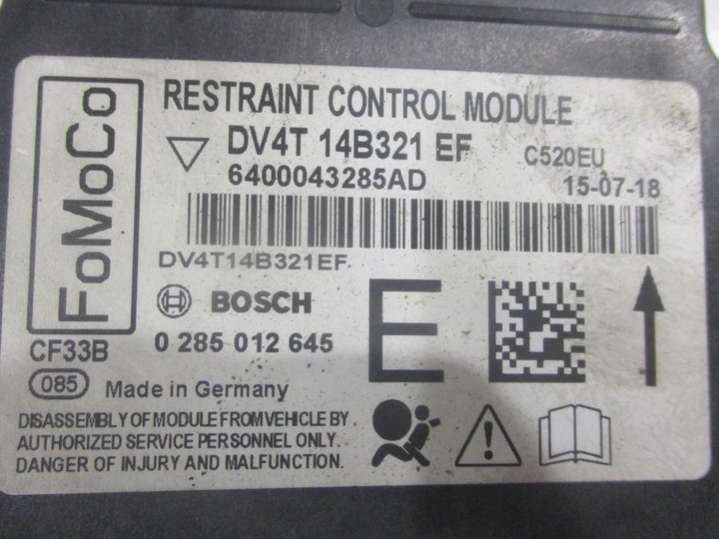 FoMoCo
RESTRAINT CONTROL MODULE
DV4T 14B321 EF C520EU
6400043285AD 15-07-18
DV4T14B321EF
BOSCH
0 285 012 645
E
CF33B
085 Made in Germany
DISASSEMBLY OF MODULE FROM VEHICLE BY
AUTHORIZED SERVICE PERSONNEL ONLY.
DANGER OF INJURY AND MALFUNCTION.